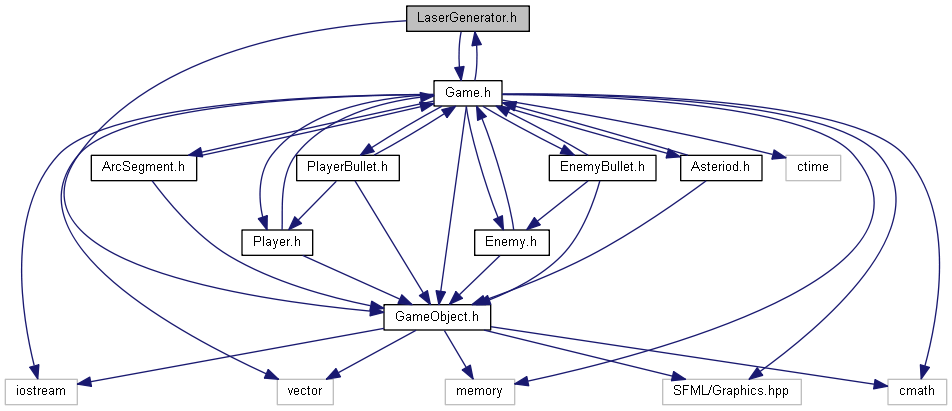 LaserGenerator.h
Game.h
ArcSegment.h
PlayerBullet.h
EnemyBullet.h
Asteriod.h
ctime
Player.h
Enemy.h
GameObject.h
iostream
vector
memory
SFML/Graphics.hpp
cmath